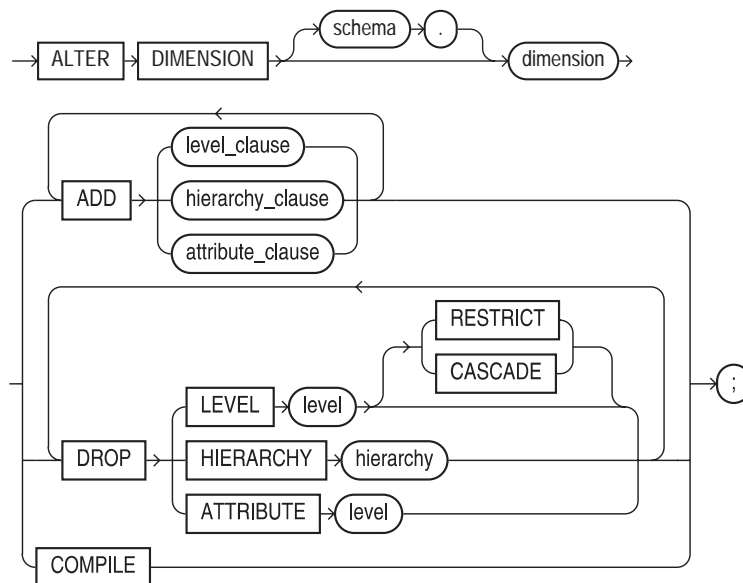 schema .
ALTER DIMENSION dimension
level_clause
ADD hierarchy_clause
attribute_clause
RESTRICT
CASCADE
LEVEL level
;
DROP HIERARCHY hierarchy
ATTRIBUTE level
COMPILE